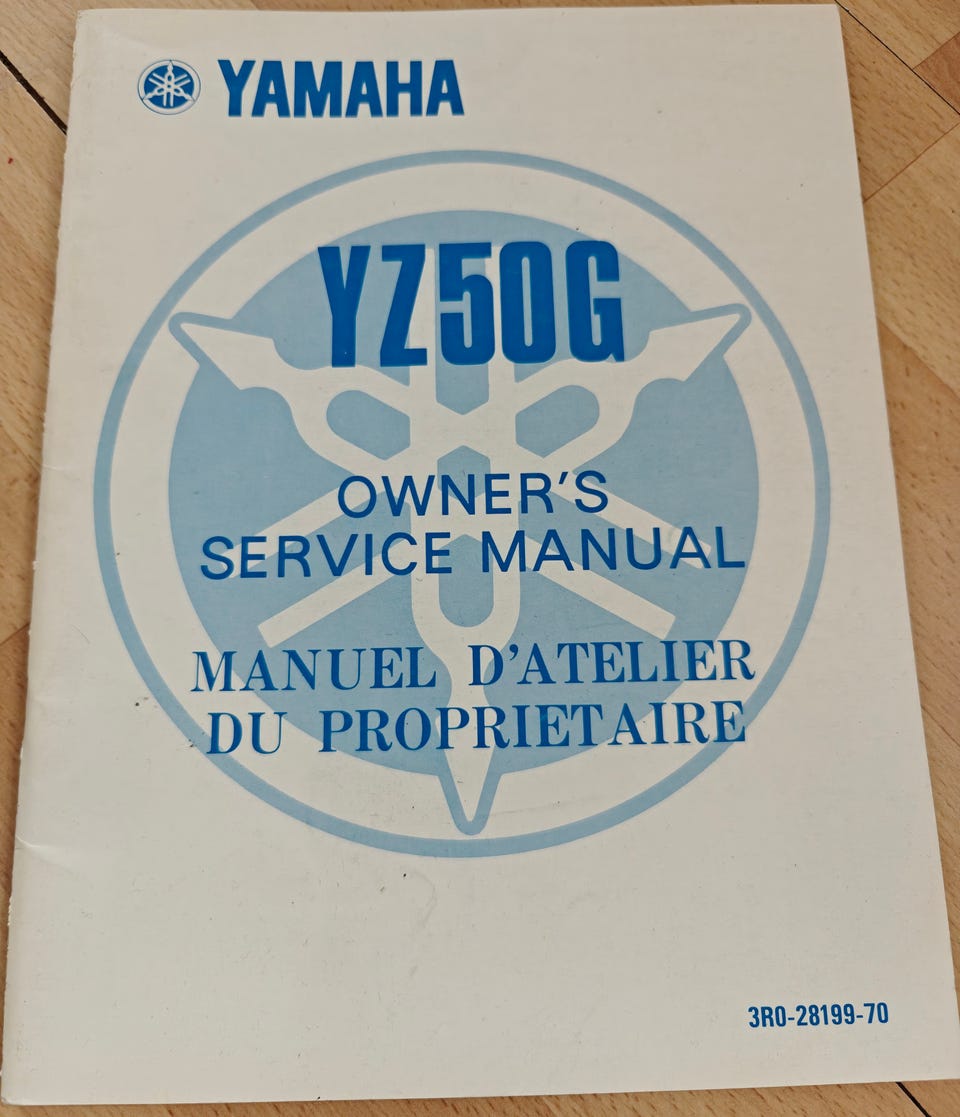 YAMAHA
YZ50G
OWNER'S
SERVICE MANUAL
MANUEL D'ATELIER
DU PROPRIETAIRE
3R0-28199-70